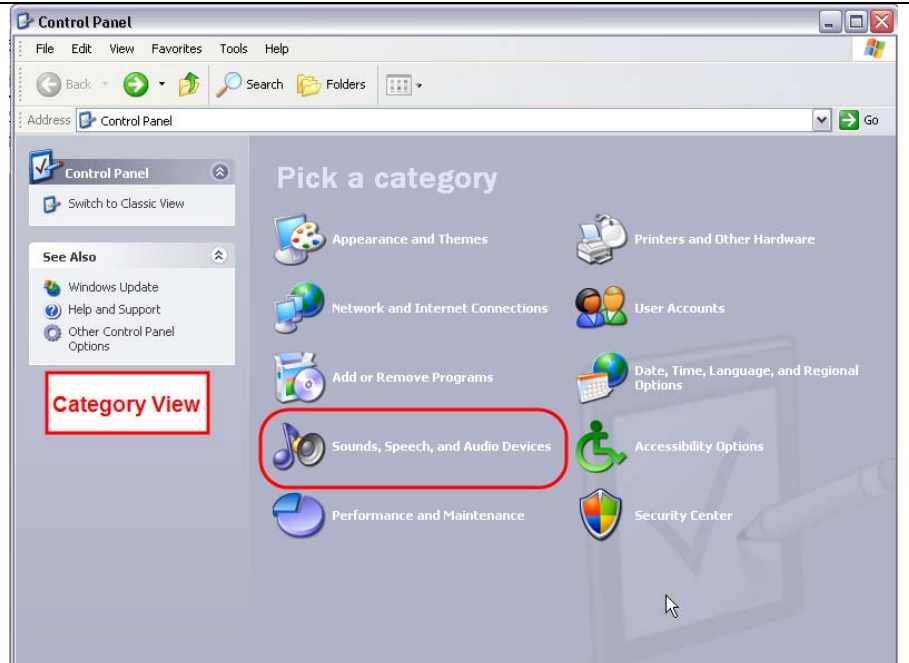 Control Panel
File Edit View Favorites Tools Help
Back Search Folders
Address Control Panel Go
Control Panel
Switch to Classic View
See Also
Windows Update
Help and Support
Other Control Panel
Options
Category View
Pick a category
Appearance and Themes
Printers and Other Hardware
Network and Internet Connections
User Accounts
Add or Remove Programs
Date, Time, Language, and Regional
Options
Sounds, Speech, and Audio Devices
Accessibility Options
Performance and Maintenance
Security Center